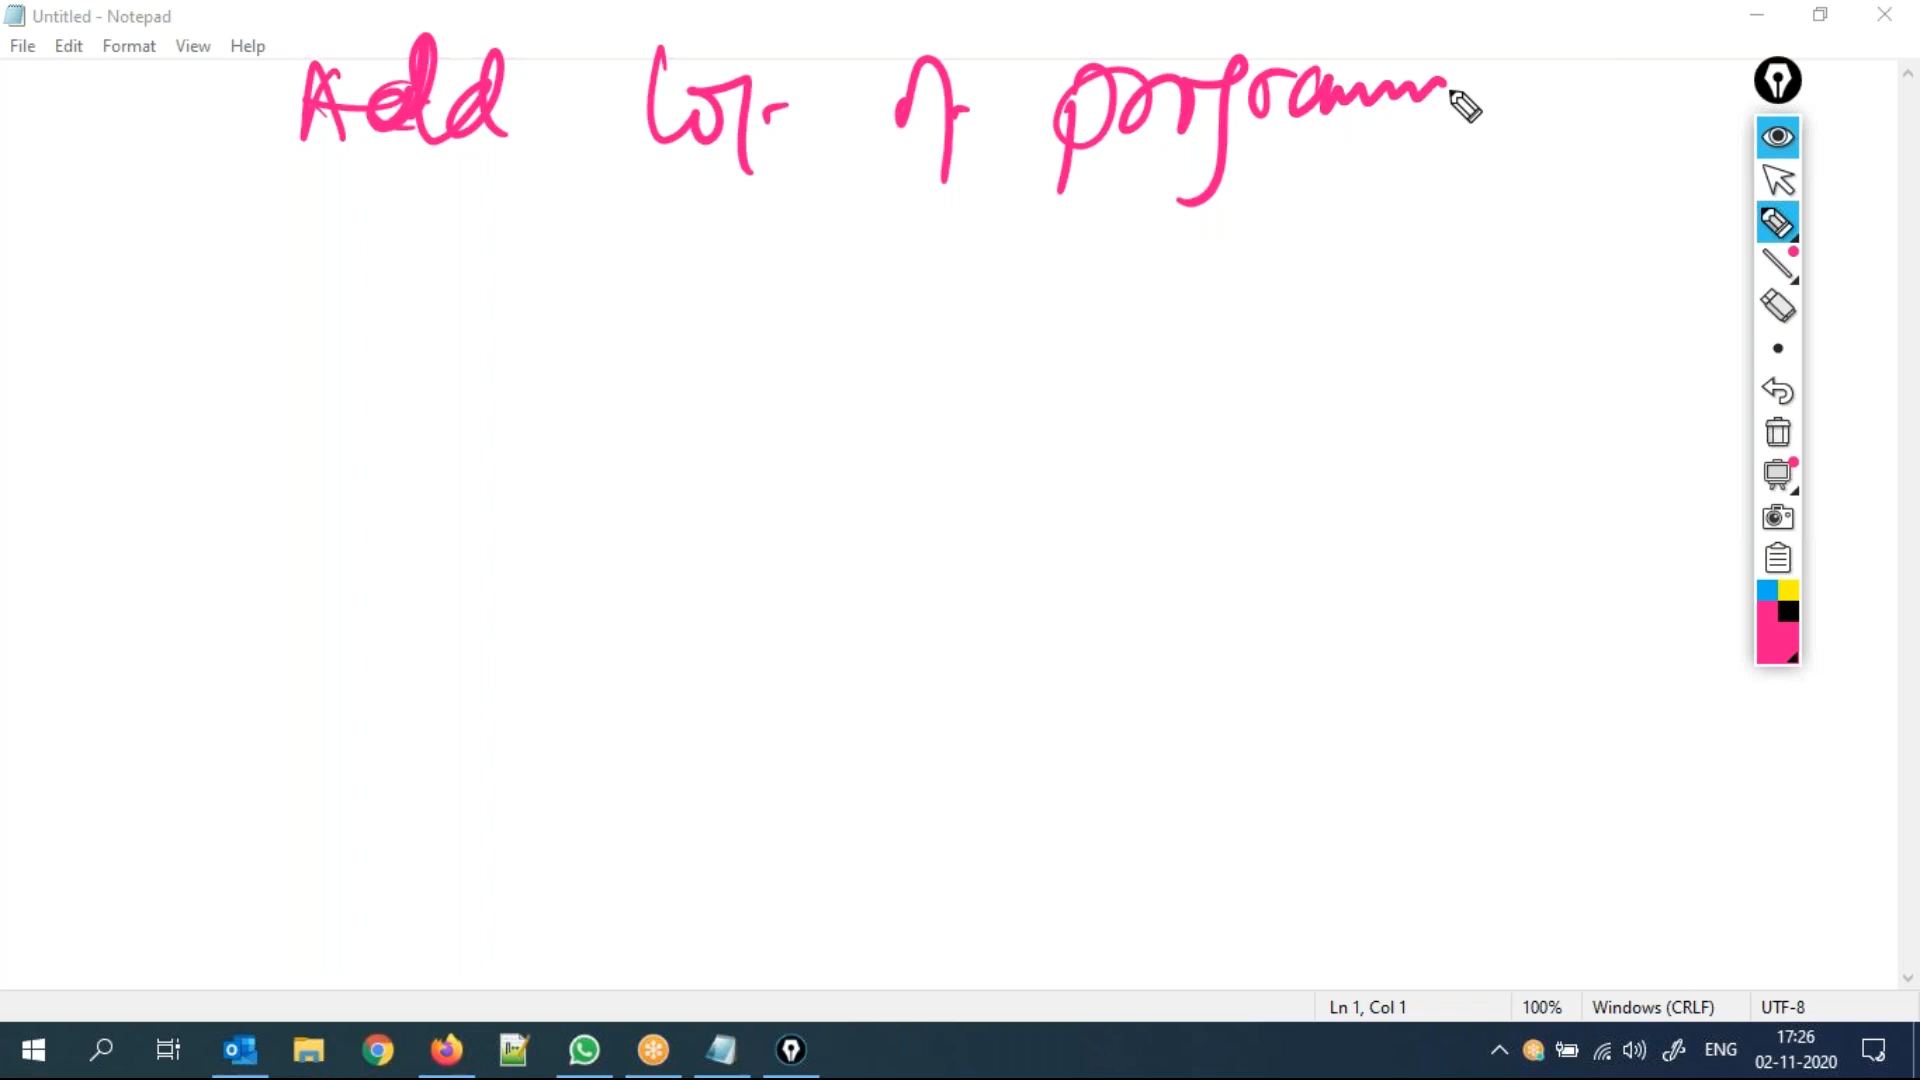 Untitled - Notepad
File Edit Format View Help
Add of program
Ln 1, Col 1 100% Windows (CRLF) UTF-8
ENG 17:26
02-11-2020